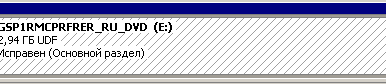 GSP1RMCPRFRER_RU_DVD (E:)
2,94 ГБ UDF
Исправен (Основной раздел)